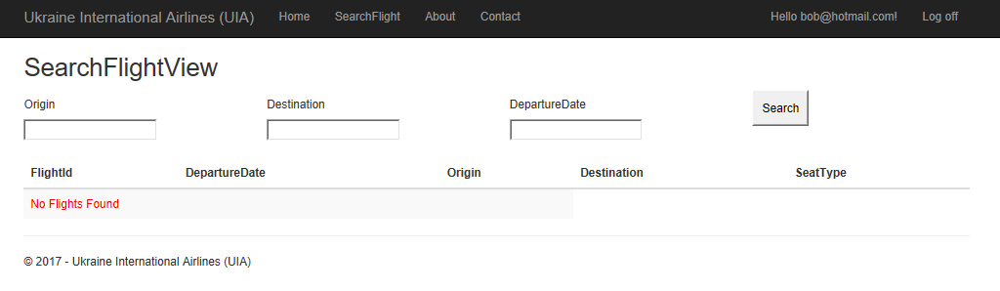 Ukraine International Airlines (UIA) Home SearchFlight About Contact Hello bob@hotmail.com! Log off
SearchFlightView
Origin Destination DepartureDate Search
FlightId DepartureDate Origin Destination SeatType
No Flights Found
© 2017 - Ukraine International Airlines (UIA)